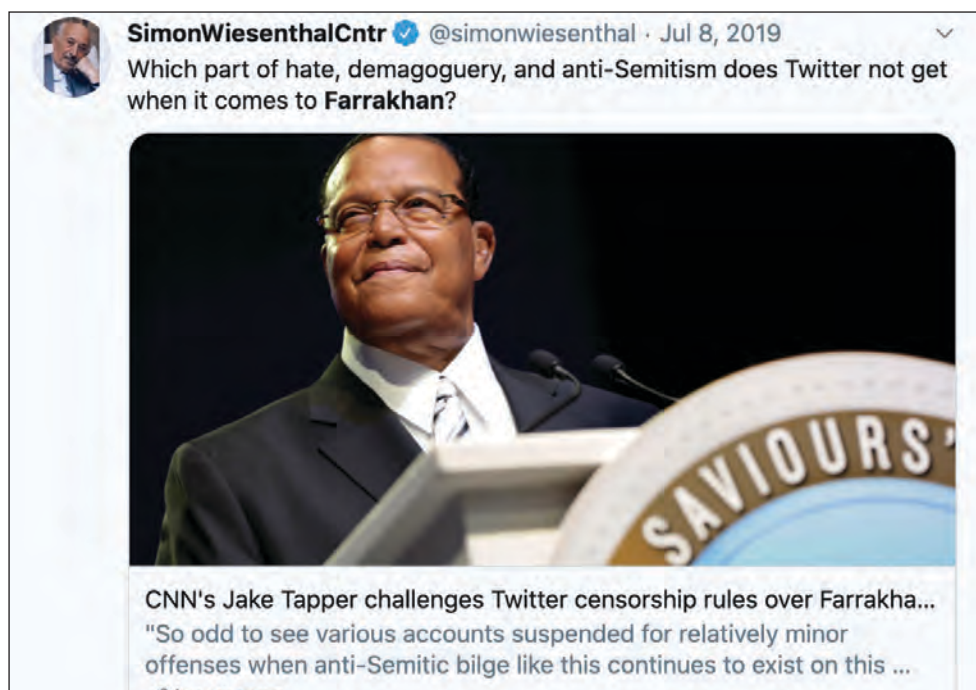 SimonWiesenthalCntr @simonwiesenthal · Jul 8, 2019
Which part of hate, demagoguery, and anti-Semitism does Twitter not get
when it comes to Farrakhan?
SAVIOURS'
CNN's Jake Tapper challenges Twitter censorship rules over Farrakha...
"So odd to see various accounts suspended for relatively minor
offenses when anti-Semitic bilge like this continues to exist on this ...